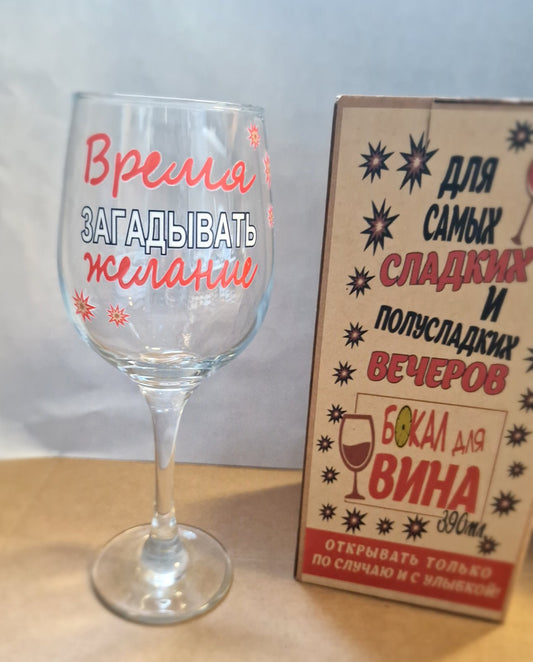 Время
ЗАГАДЫВАТЬ
желание
ДЛЯ
САМЫХ
СЛАДКИХ
И
ПОЛУСЛАДКИХ
ВЕЧЕРОВ
БОКАЛ для
ВИНА
390мл
ОТКРЫВАТЬ ТОЛЬКО
ПО СЛУЧАЮ И С УЛЫБКОЙ!